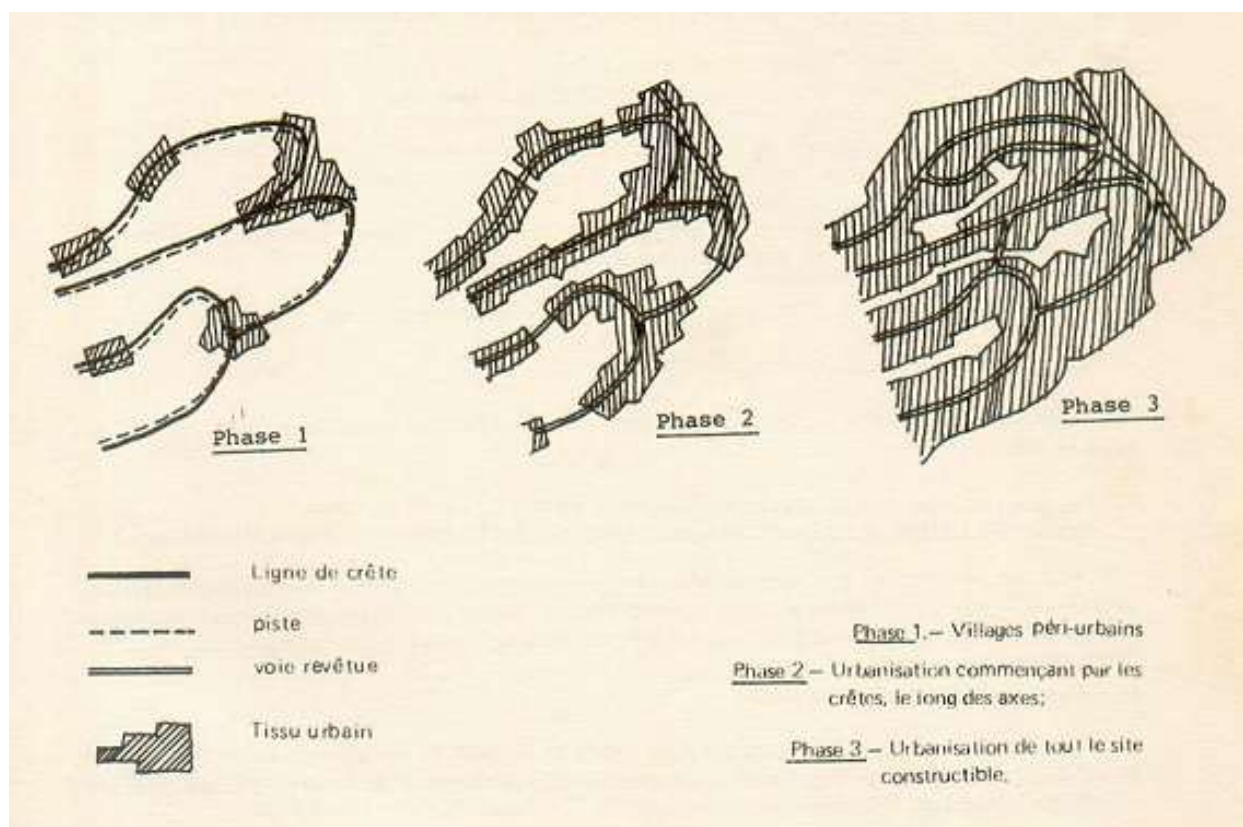 Phase 1
Phase 2
Phase 3
Ligne de crête
piste
voie revêtue
Tissu urbain
Phase 1.– Villages péri-urbains
Phase 2 – Urbanisation commençant par les
crêtes, le long des axes;
Phase 3 – Urbanisation de tout le site
constructible.